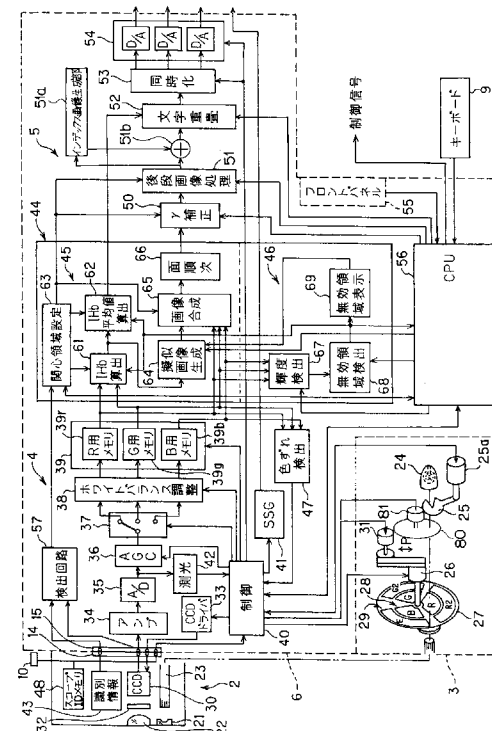 54
D/A
D/A
D/A
53
同時化
51a
インデックス画像生成部
52
文字重畳
51b
5
51
後段画像処理
44
50
γ補正
制御信号
キーボード
9
フロントパネル
55
63
45
関心領域設定
62
IHb平均値算出
66
面順次
61
IHb算出
65
画像合成
64
擬似画像生成
46
69
無効領域表示
67
輝度検出
68
無効領域検出
56
CPU
4
39
39r
R用メモリ
G用メモリ
39g
B用メモリ
39b
38
ホワイトバランス調整
色ずれ検出
47
57
検出回路
37
36
AGC
35
A/D
42
測光
SSG
41
34
アンプ
CCDドライバ
33
制御
40
10
14
15
48
スコープIDメモリ
43
識別情報
32
CCD
30
23
21
22
2
6
3
24
25a
25
81
80
31
P
26
28
29
27
G2
G
R
R2
B